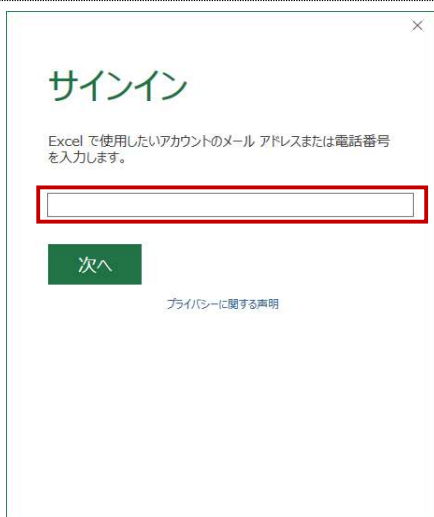 サインイン
Excel で使用したいアカウントのメール アドレスまたは電話番号
を入力します。
次へ
プライバシーに関する声明